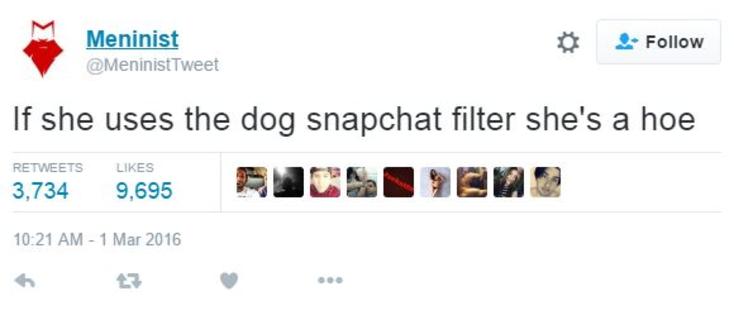 Meninist
@MeninistTweet
Follow
If she uses the dog snapchat filter she's a hoe
RETWEETS LIKES
3,734 9,695
10:21 AM - 1 Mar 2016